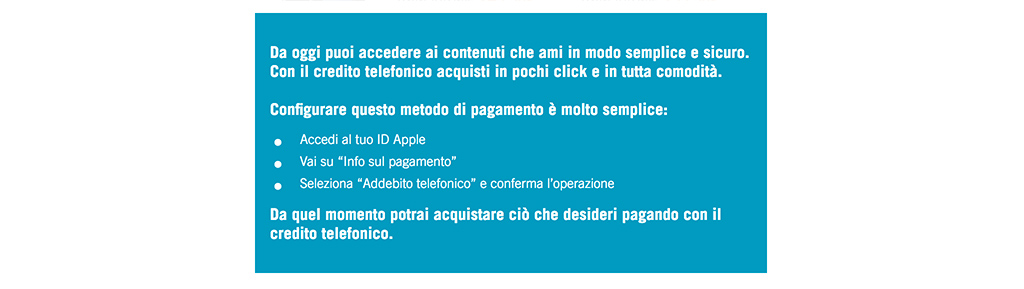 Da oggi puoi accedere ai contenuti che ami in modo semplice e sicuro.
Con il credito telefonico acquisti in pochi click e in tutta comodità.
Configurare questo metodo di pagamento è molto semplice:
● Accedi al tuo ID Apple
● Vai su “Info sul pagamento”
● Seleziona “Addebito telefonico” e conferma l’operazione
Da quel momento potrai acquistare ciò che desideri pagando con il
credito telefonico.